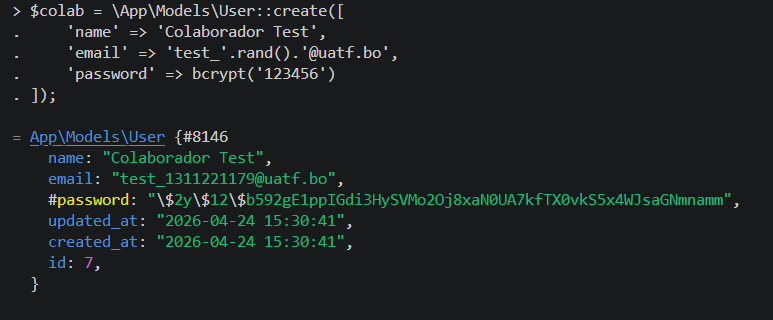 > $colab = \App\Models\User::create([
.     'name' => 'Colaborador Test',
.     'email' => 'test_'.rand().'@uatf.bo',
.     'password' => bcrypt('123456')
. ]);
= App\Models\User {#8146
    name: "Colaborador Test",
    email: "test_1311221179@uatf.bo",
    #password: "\$2y\$12\$b592gE1ppIGdi3HySVMo2Oj8xaN0UA7kfTX0vkS5x4WJsaGNmnamm",
    updated_at: "2026-04-24 15:30:41",
    created_at: "2026-04-24 15:30:41",
    id: 7,
  }